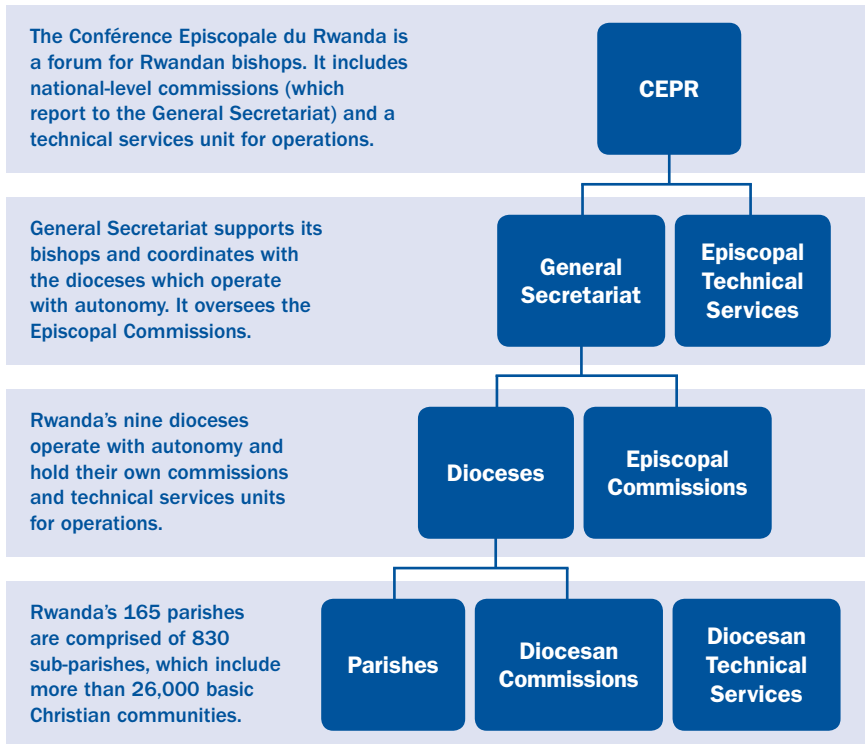 The Conférence Episcopale du Rwanda is
a forum for Rwandan bishops. It includes
national-level commissions (which
report to the General Secretariat) and a
technical services unit for operations.
CEPR
General Secretariat supports its
bishops and coordinates with
the dioceses which operate
with autonomy. It oversees the
Episcopal Commissions.
General
Secretariat
Episcopal
Technical
Services
Rwanda's nine dioceses
operate with autonomy and
hold their own commissions
and technical services units
for operations.
Dioceses
Episcopal
Commissions
Rwanda's 165 parishes
are comprised of 830
sub-parishes, which include
more than 26,000 basic
Christian communities.
Parishes
Diocesan
Commissions
Diocesan
Technical
Services